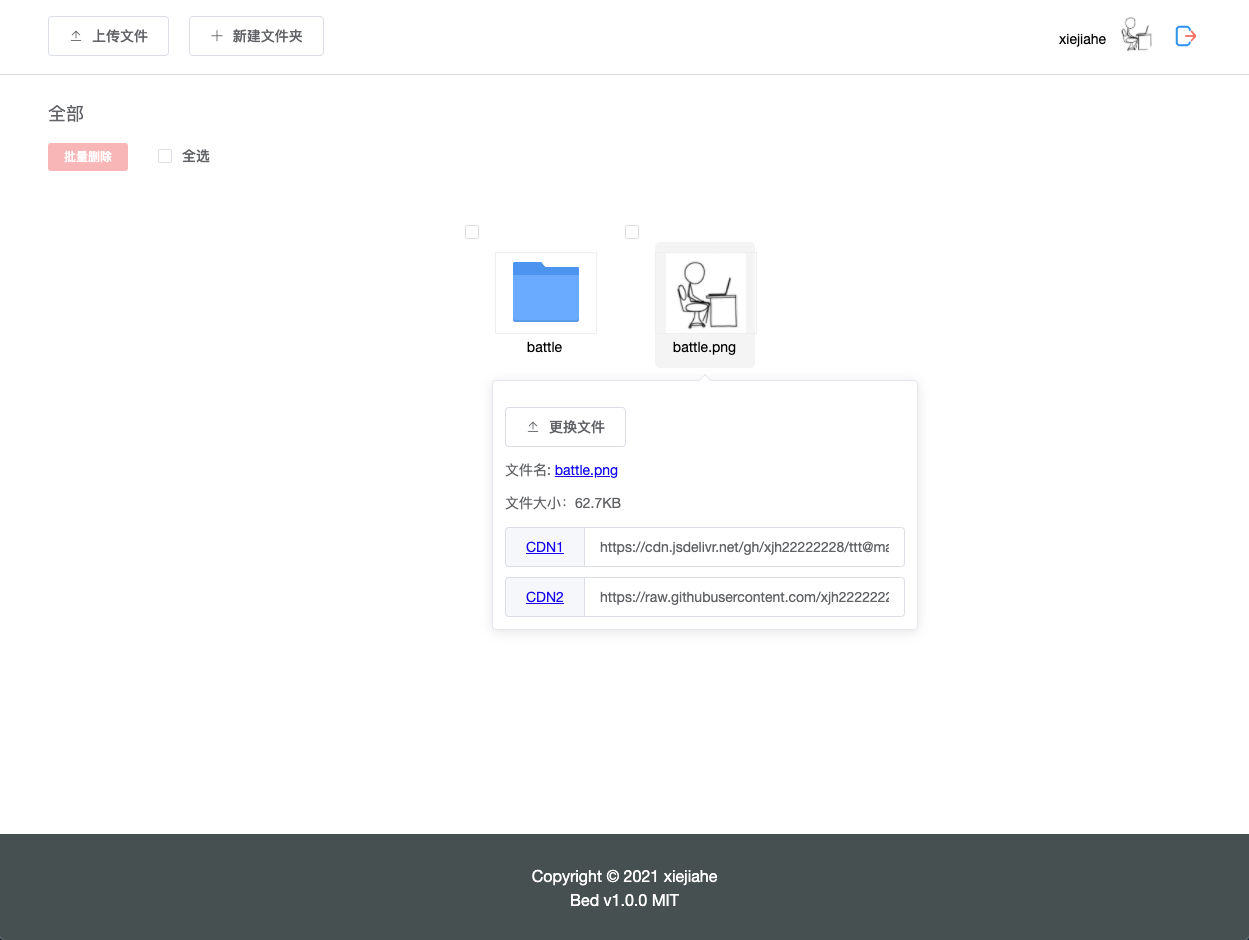 上传文件
新建文件夹
xiejiahe
全部
批量删除
全选
battle
battle.png
更换文件
文件名: battle.png
文件大小：62.7KB
CDN1 https://cdn.jsdelivr.net/gh/xjh22222228/ttt@ma
CDN2 https://raw.githubusercontent.com/xjh2222222
Copyright © 2021 xiejiahe
Bed v1.0.0 MIT